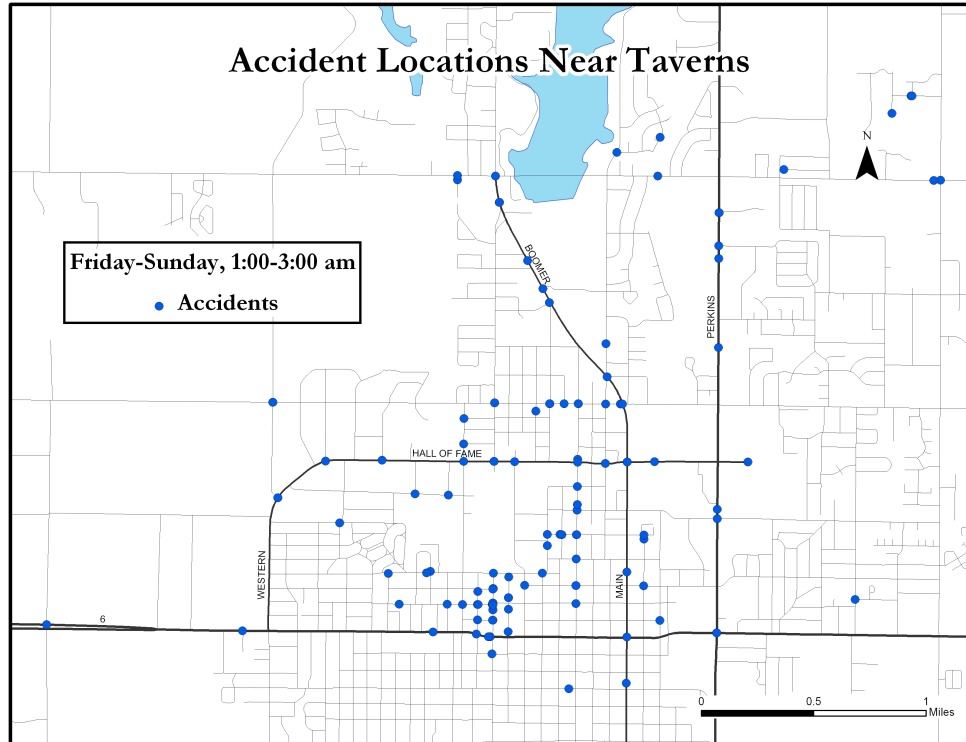 Accident Locations Near Taverns
N
Friday-Sunday, 1:00-3:00 am
Accidents
BOOMER
PERKINS
HALL OF FAME
WESTERN
MAIN
6
0 0.5 1
Miles